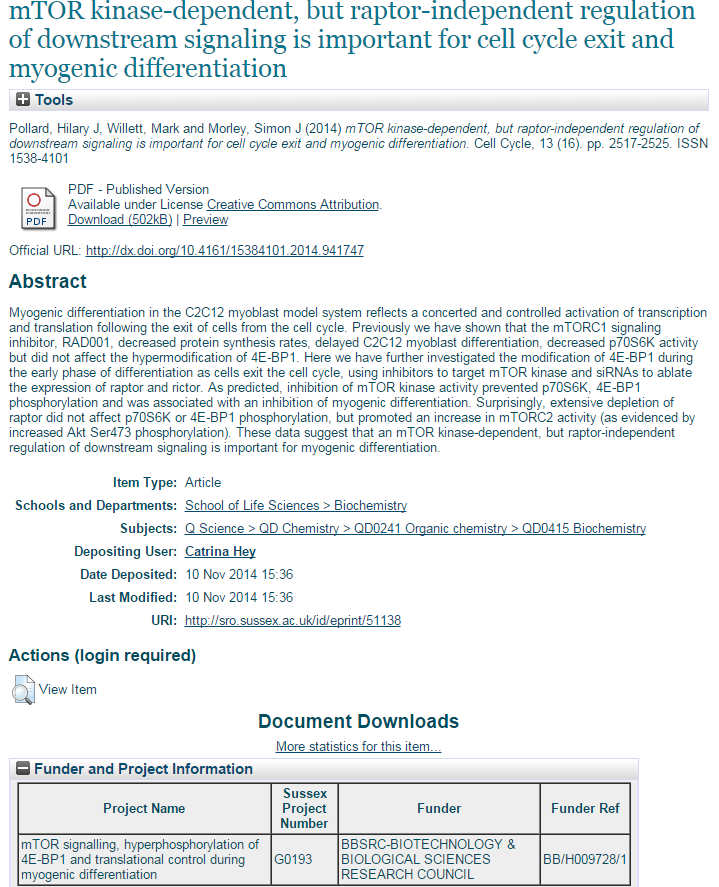 mTOR kinase-dependent, but raptor-independent regulation
of downstream signaling is important for cell cycle exit and
myogenic differentiation
Tools
Pollard, Hilary J, Willett, Mark and Morley, Simon J (2014) mTOR kinase-dependent, but raptor-independent regulation of
downstream signaling is important for cell cycle exit and myogenic differentiation. Cell Cycle, 13 (16). pp. 2517-2525. ISSN
1538-4101
PDF
PDF - Published Version
Available under License Creative Commons Attribution.
Download (502kB) | Preview
Official URL: http://dx.doi.org/10.4161/15384101.2014.941747
Abstract
Myogenic differentiation in the C2C12 myoblast model system reflects a concerted and controlled activation of transcription
and translation following the exit of cells from the cell cycle. Previously we have shown that the mTORC1 signaling
inhibitor, RAD001, decreased protein synthesis rates, delayed C2C12 myoblast differentiation, decreased p70S6K activity
but did not affect the hypermodification of 4E-BP1. Here we have further investigated the modification of 4E-BP1 during
the early phase of differentiation as cells exit the cell cycle, using inhibitors to target mTOR kinase and siRNAs to ablate
the expression of raptor and rictor. As predicted, inhibition of mTOR kinase activity prevented p70S6K, 4E-BP1
phosphorylation and was associated with an inhibition of myogenic differentiation. Surprisingly, extensive depletion of
raptor did not affect p70S6K or 4E-BP1 phosphorylation, but promoted an increase in mTORC2 activity (as evidenced by
increased Akt Ser473 phosphorylation). These data suggest that an mTOR kinase-dependent, but raptor-independent
regulation of downstream signaling is important for myogenic differentiation.
Item Type: Article
Schools and Departments: School of Life Sciences > Biochemistry
Subjects: Q Science > QD Chemistry > QD0241 Organic chemistry > QD0415 Biochemistry
Depositing User: Catrina Hey
Date Deposited: 10 Nov 2014 15:36
Last Modified: 10 Nov 2014 15:36
URI: http://sro.sussex.ac.uk/id/eprint/51138
Actions (login required)
View Item
Document Downloads
More statistics for this item...
Funder and Project Information
Project Name
Sussex
Project
Number
Funder
Funder Ref
mTOR signalling, hyperphosphorylation of
4E-BP1 and translational control during
myogenic differentiation
G0193
BBSRC-BIOTECHNOLOGY &
BIOLOGICAL SCIENCES
RESEARCH COUNCIL
BB/H009728/1